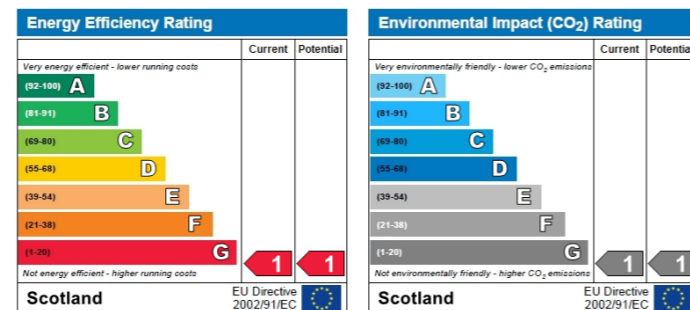 Energy Efficiency Rating
Current Potential
Very energy efficient - lower running costs
(92-100) A
(81-91) B
(69-80) C
(55-68) D
(39-54) E
(21-38) F
(1-20) G
1 1
Not energy efficient - higher running costs
Scotland
EU Directive
2002/91/EC
Environmental Impact (CO2) Rating
Current Potential
Very environmentally friendly - lower CO2 emissions
(92-100) A
(81-91) B
(69-80) C
(55-68) D
(39-54) E
(21-38) F
(1-20) G
1 1
Not environmentally friendly - higher CO2 emissions
Scotland
EU Directive
2002/91/EC